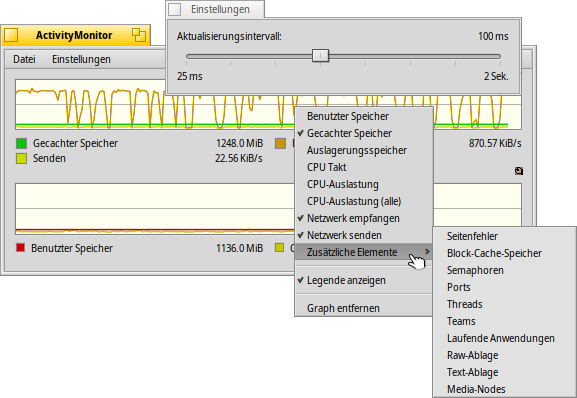 Einstellungen
ActivityMonitor
Aktualisierungsintervall: 100 ms
25 ms 2 Sek.
Datei Einstellungen
Gecachter Speicher 1248.0 MiB 870.57 KiB/s
Senden 22.56 KiB/s
Benutzter Speicher 1136.0 MiB
Benutzter Speicher
Gecachter Speicher
Auslagerungsspeicher
CPU Takt
CPU-Auslastung
CPU-Auslastung (alle)
Netzwerk empfangen
Netzwerk senden
Zusätzliche Elemente
Legende anzeigen
Graph entfernen
Seitenfehler
Block-Cache-Speicher
Semaphoren
Ports
Threads
Teams
Laufende Anwendungen
Raw-Ablage
Text-Ablage
Media-Nodes